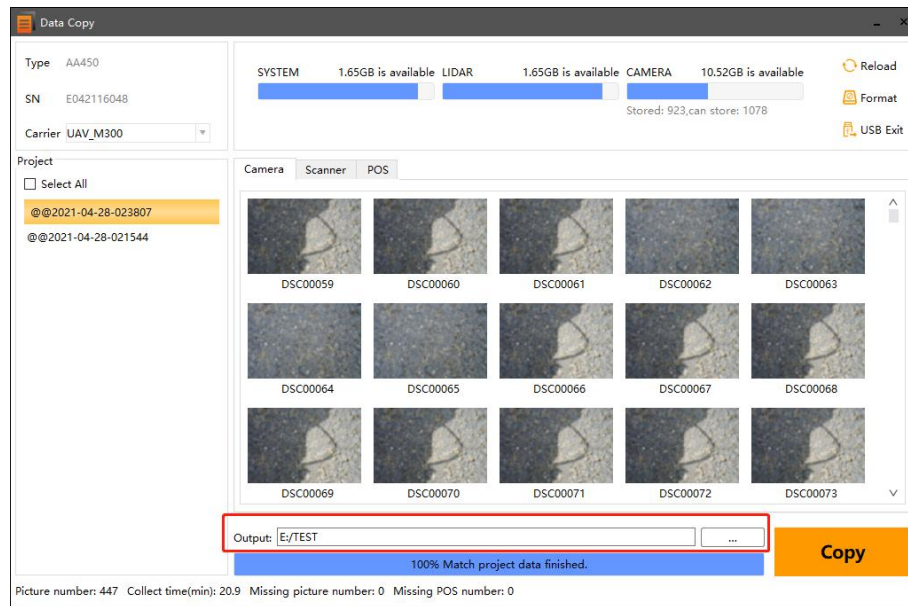 Data Copy
Type AA450
SN E042116048
Carrier UAV_M300
SYSTEM 1.65GB is available LIDAR 1.65GB is available CAMERA 10.52GB is available
Stored: 923,can store: 1078
Reload
Format
USB Exit
Project
Select All
@@2021-04-28-023807
@@2021-04-28-021544
Camera Scanner POS
DSC00059 DSC00060 DSC00061 DSC00062 DSC00063
DSC00064 DSC00065 DSC00066 DSC00067 DSC00068
DSC00069 DSC00070 DSC00071 DSC00072 DSC00073
Output: E:/TEST ...
100% Match project data finished.
Copy
Picture number: 447 Collect time(min): 20.9 Missing picture number: 0 Missing POS number: 0